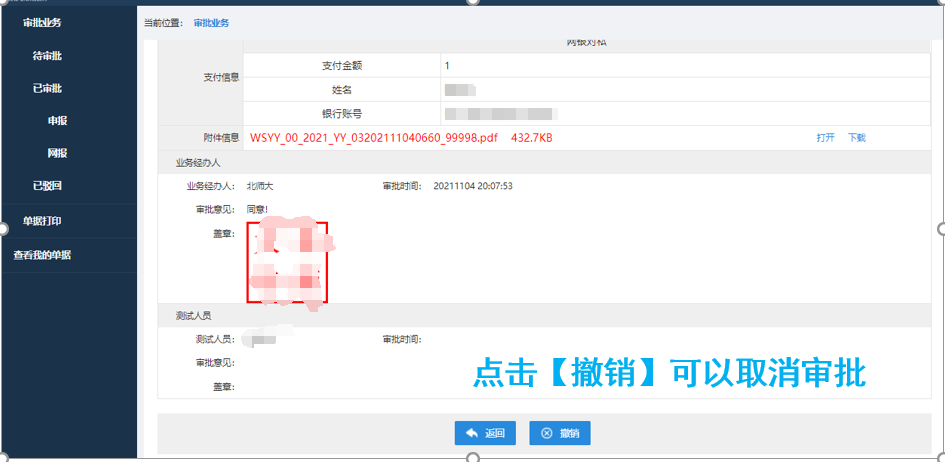 审批业务
待审批
已审批
申报
网报
已驳回
单据打印
查看我的单据
当前位置： 审批业务
网银对私
支付信息
支付金额 1
姓名
银行账号
附件信息 WSYY_00_2021_YY_03202111040660_99998.pdf 432.7KB 打开 下载
业务经办人
业务经办人： 北师大 审批时间： 20211104 20:07:53
审批意见： 同意!
盖章：
测试人员
测试人员： 审批时间：
审批意见：
盖章：
点击【撤销】可以取消审批
返回 撤销